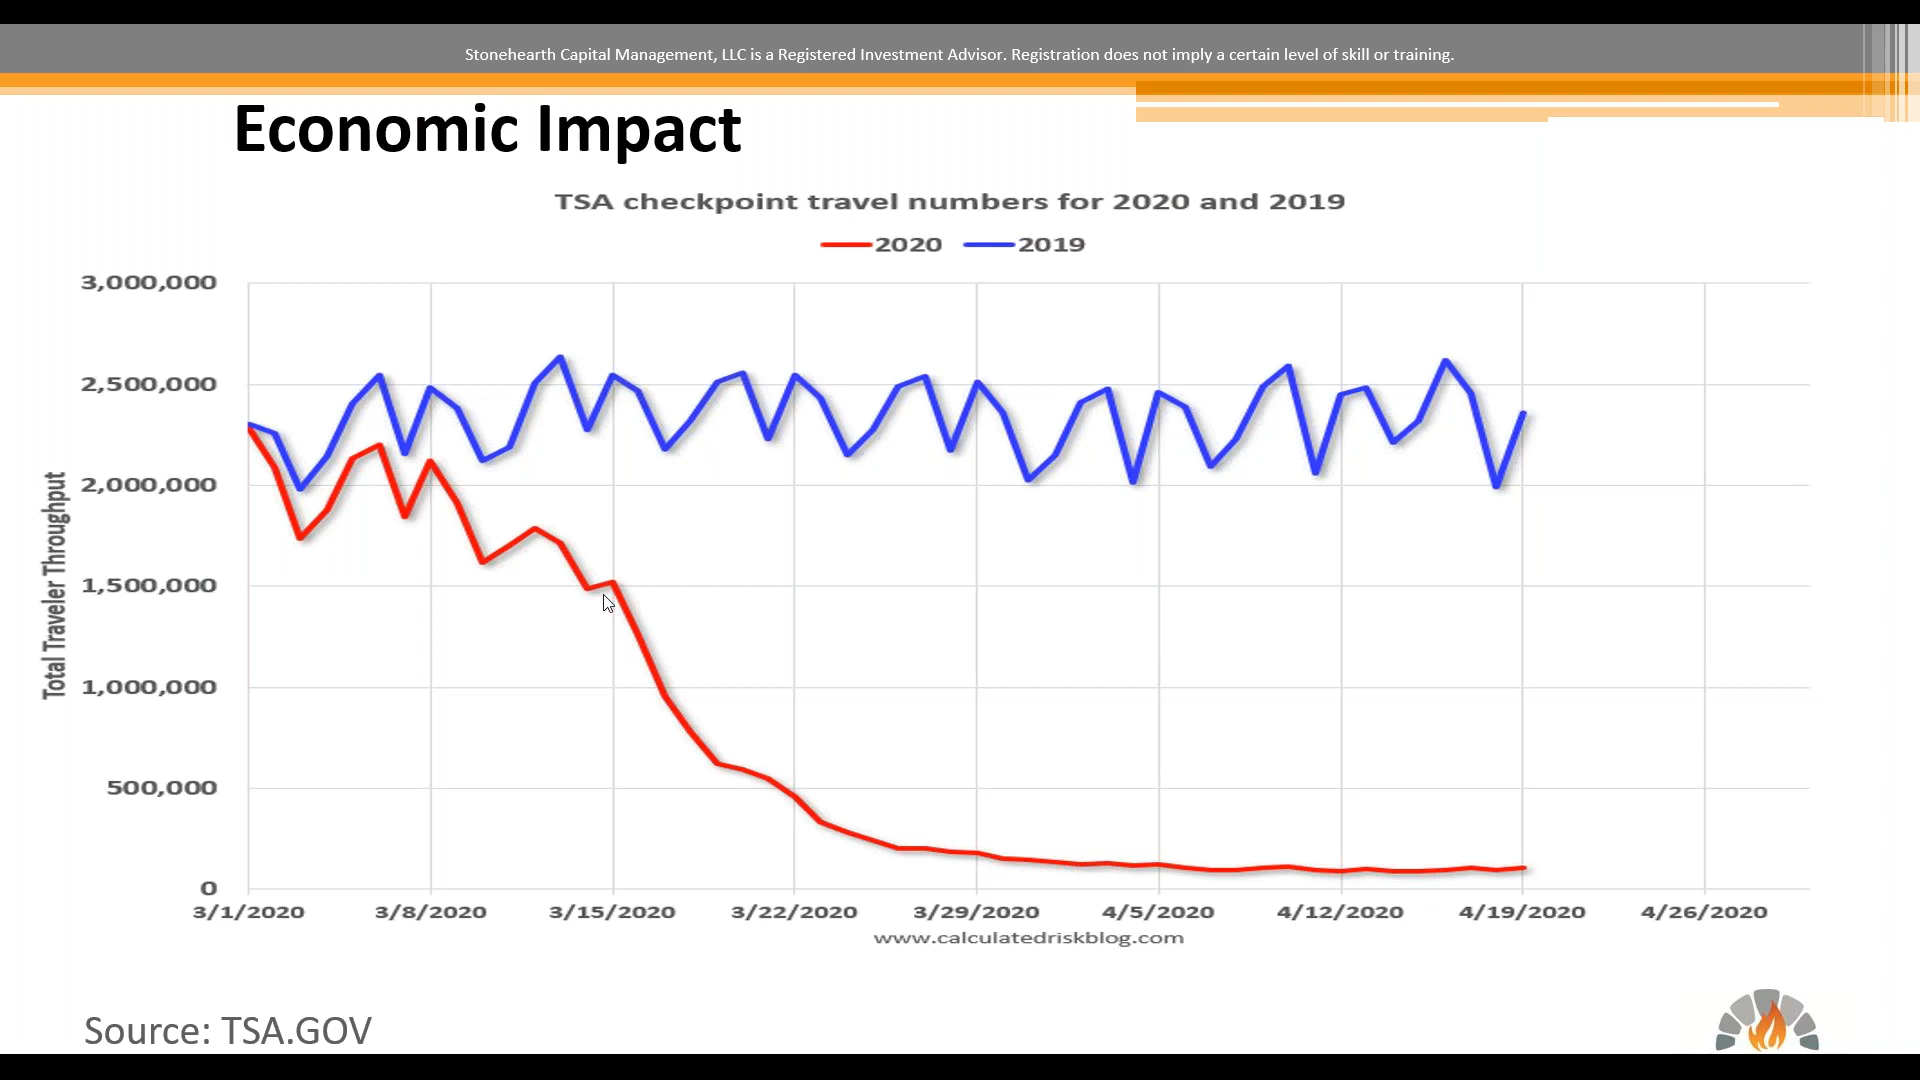 Stonehearth Capital Management, LLC is a Registered Investment Advisor. Registration does not imply a certain level of skill or training.
Economic Impact
TSA checkpoint travel numbers for 2020 and 2019
2020 2019
Total Traveler Throughput
3,000,000
2,500,000
2,000,000
1,500,000
1,000,000
500,000
0
3/1/2020 3/8/2020 3/15/2020 3/22/2020 3/29/2020 4/5/2020 4/12/2020 4/19/2020 4/26/2020
www.calculatedriskblog.com
Source: TSA.GOV